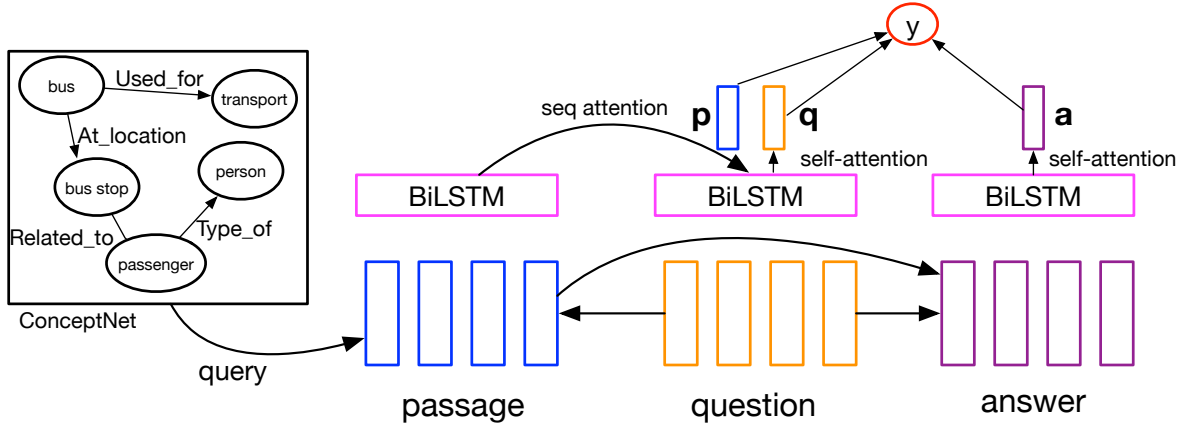 y
bus
Used_for
transport
At_location
bus stop
person
Related_to
Type_of
passenger
ConceptNet
query
seq attention
p
q
a
self-attention
self-attention
BiLSTM
BiLSTM
BiLSTM
passage
question
answer